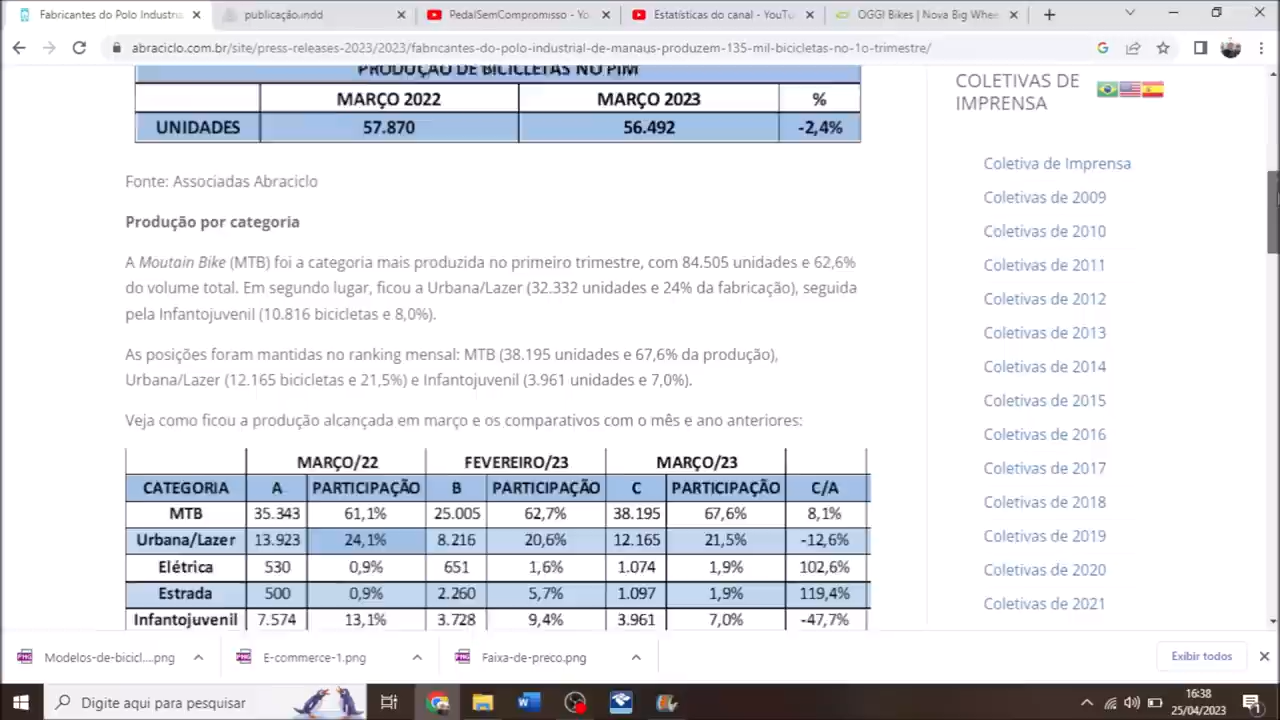 Fabricantes do Polo Industria
publicação.indd
PedalSemCompromisso - Yo
Estatísticas do canal - YouTu
OGGI Bikes | Nova Big Whee
abraciclo.com.br/site/press-releases-2023/2023/fabricantes-do-polo-industrial-de-manaus-produzem-135-mil-bicicletas-no-1o-trimestre/
PRODUÇÃO DE BICICLETAS NO PIM
MARÇO 2022 MARÇO 2023 %
UNIDADES 57.870 56.492 -2,4%
Fonte: Associadas Abraciclo
Produção por categoria
A Moutain Bike (MTB) foi a categoria mais produzida no primeiro trimestre, com 84.505 unidades e 62,6%
do volume total. Em segundo lugar, ficou a Urbana/Lazer (32.332 unidades e 24% da fabricação), seguida
pela Infantojuvenil (10.816 bicicletas e 8,0%).
As posições foram mantidas no ranking mensal: MTB (38.195 unidades e 67,6% da produção),
Urbana/Lazer (12.165 bicicletas e 21,5%) e Infantojuvenil (3.961 unidades e 7,0%).
Veja como ficou a produção alcançada em março e os comparativos com o mês e ano anteriores:
MARÇO/22 FEVEREIRO/23 MARÇO/23
CATEGORIA A PARTICIPAÇÃO B PARTICIPAÇÃO C PARTICIPAÇÃO C/A
MTB 35.343 61,1% 25.005 62,7% 38.195 67,6% 8,1%
Urbana/Lazer 13.923 24,1% 8.216 20,6% 12.165 21,5% -12,6%
Elétrica 530 0,9% 651 1,6% 1.074 1,9% 102,6%
Estrada 500 0,9% 2.260 5,7% 1.097 1,9% 119,4%
Infantojuvenil 7.574 13,1% 3.728 9,4% 3.961 7,0% -47,7%
COLETIVAS DE
IMPRENSA
Coletiva de Imprensa
Coletivas de 2009
Coletivas de 2010
Coletivas de 2011
Coletivas de 2012
Coletivas de 2013
Coletivas de 2014
Coletivas de 2015
Coletivas de 2016
Coletivas de 2017
Coletivas de 2018
Coletivas de 2019
Coletivas de 2020
Coletivas de 2021
Modelos-de-bicicl....png
E-commerce-1.png
Faixa-de-preco.png
Exibir todos
Digite aqui para pesquisar
16:38
25/04/2023
1